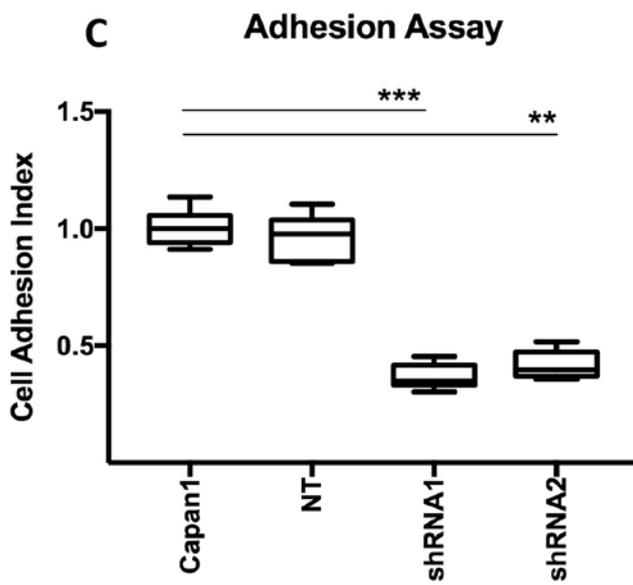 C
Adhesion Assay
Cell Adhesion Index
1.5
1.0
0.5
***
**
Capan1
NT
shRNA1
shRNA2